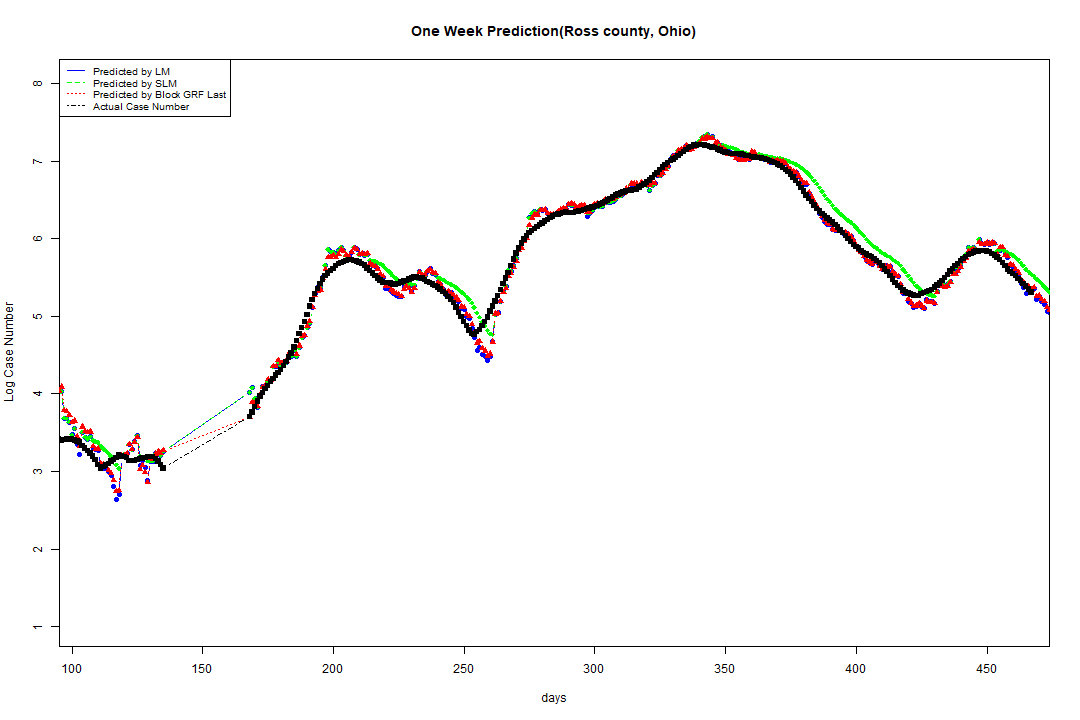 One Week Prediction(Ross county, Ohio)
Predicted by LM
Predicted by SLM
Predicted by Block GRF Last
Actual Case Number
8
7
6
5
4
3
2
1
Log Case Number
100 150 200 250 300 350 400 450
days